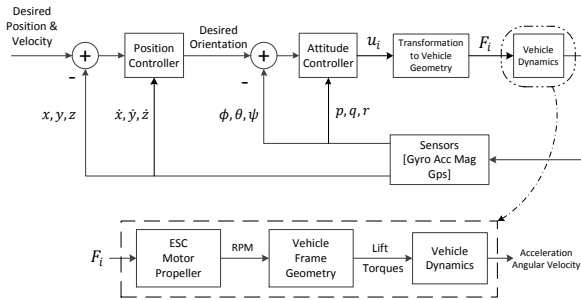 Desired
Position &
Velocity
Position
Controller
Desired
Orientation
Attitude
Controller
u_i
Transformation
to Vehicle
Geometry
F_i
Vehicle
Dynamics
-
-
x, y, z
ẋ, ẏ, ż
ϕ, θ, ψ
p, q, r
Sensors
[Gyro Acc Mag
Gps]
F_i
ESC
Motor
Propeller
RPM
Vehicle
Frame
Geometry
Lift
Torques
Vehicle
Dynamics
Acceleration
Angular Velocity